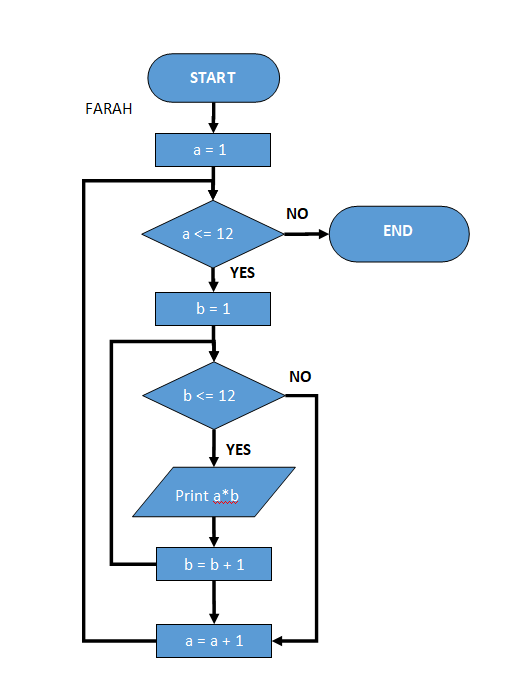 START
FARAH
a = 1
a <= 12
NO
END
YES
b = 1
b <= 12
NO
YES
Print a*b
b = b + 1
a = a + 1